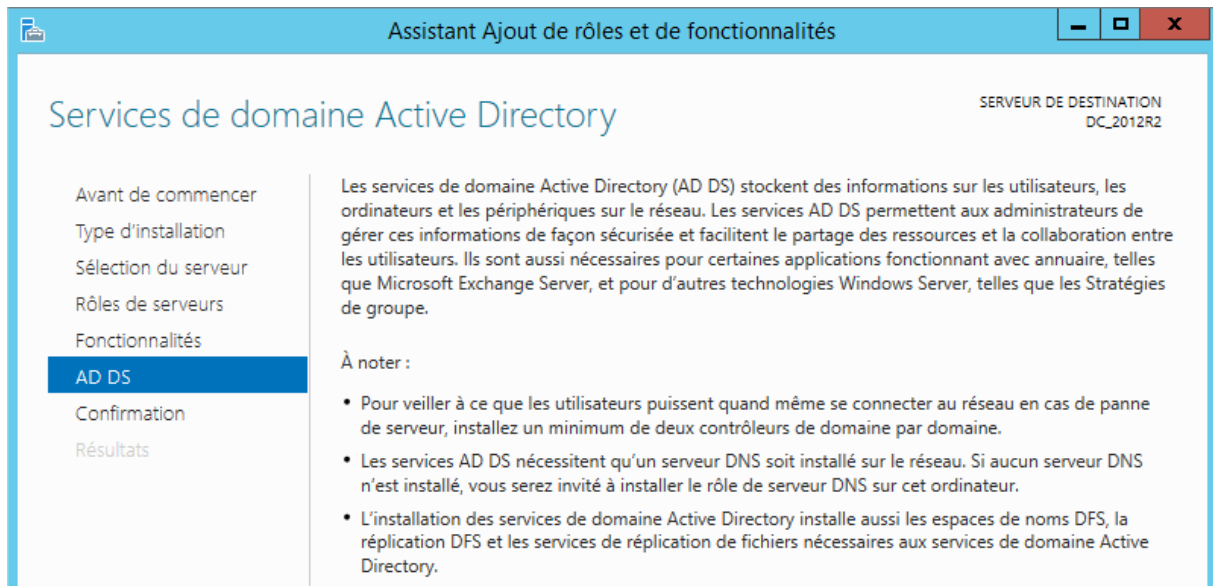 Assistant Ajout de rôles et de fonctionnalités
Services de domaine Active Directory
SERVEUR DE DESTINATION
DC_2012R2
Avant de commencer
Type d'installation
Sélection du serveur
Rôles de serveurs
Fonctionnalités
AD DS
Confirmation
Résultats
Les services de domaine Active Directory (AD DS) stockent des informations sur les utilisateurs, les
ordinateurs et les périphériques sur le réseau. Les services AD DS permettent aux administrateurs de
gérer ces informations de façon sécurisée et facilitent le partage des ressources et la collaboration entre
les utilisateurs. Ils sont aussi nécessaires pour certaines applications fonctionnant avec annuaire, telles
que Microsoft Exchange Server, et pour d'autres technologies Windows Server, telles que les Stratégies
de groupe.
À noter :
• Pour veiller à ce que les utilisateurs puissent quand même se connecter au réseau en cas de panne
de serveur, installez un minimum de deux contrôleurs de domaine par domaine.
• Les services AD DS nécessitent qu'un serveur DNS soit installé sur le réseau. Si aucun serveur DNS
n'est installé, vous serez invité à installer le rôle de serveur DNS sur cet ordinateur.
• L'installation des services de domaine Active Directory installe aussi les espaces de noms DFS, la
réplication DFS et les services de réplication de fichiers nécessaires aux services de domaine Active
Directory.